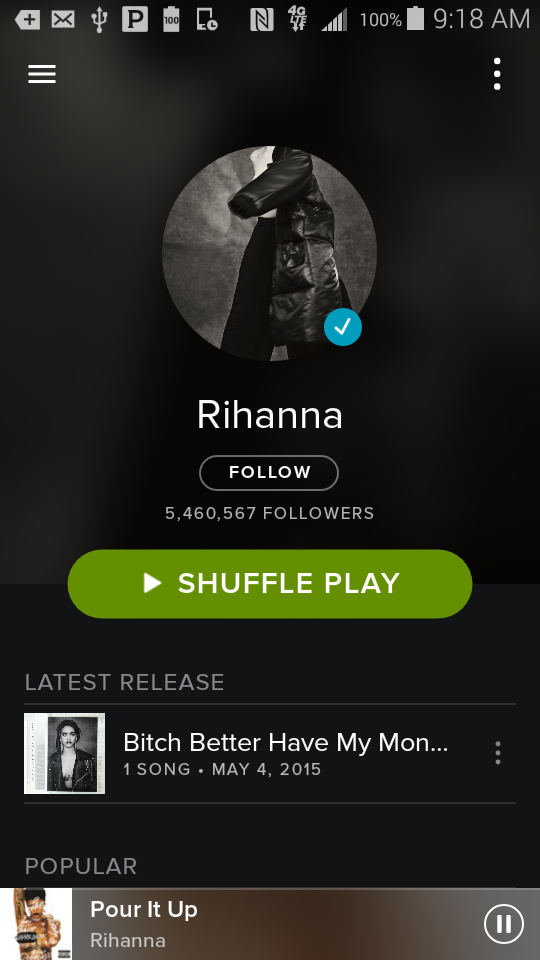 100
4G
LTE
100%
9:18 AM
Rihanna
FOLLOW
5,460,567 FOLLOWERS
SHUFFLE PLAY
LATEST RELEASE
Bitch Better Have My Mon...
1 SONG • MAY 4, 2015
POPULAR
Pour It Up
Rihanna